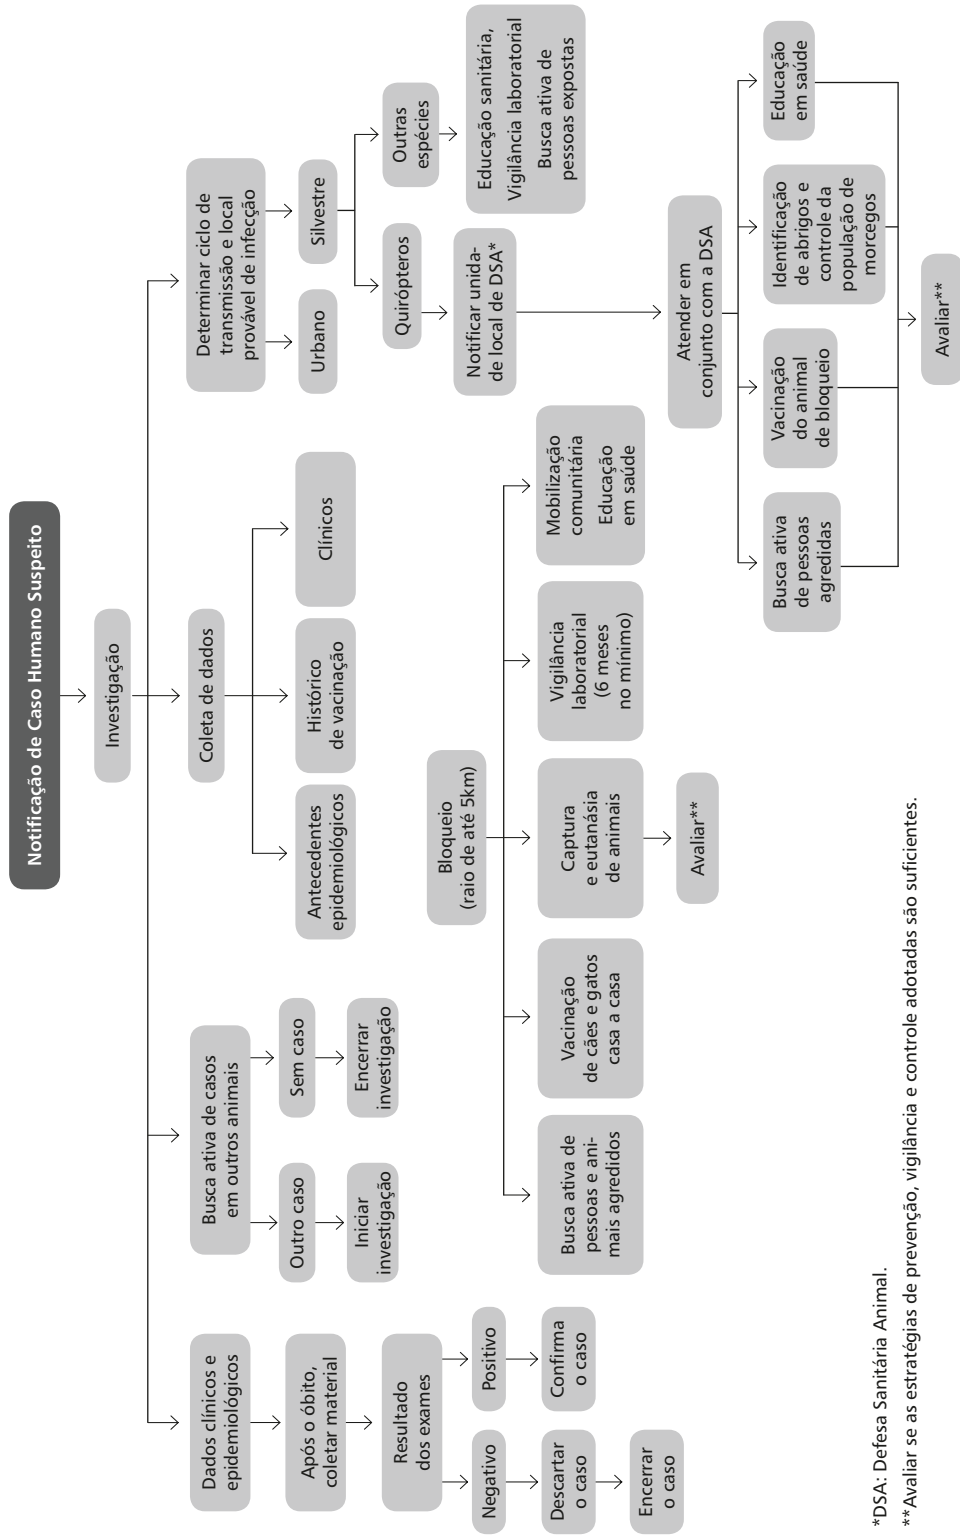 Notificação de Caso Humano Suspeito
Investigação
Dados clínicos e
epidemiológicos
Após o óbito,
coletar material
Resultado
dos exames
Negativo
Descartar
o caso
Encerrar
o caso
Positivo
Confirma
o caso
Busca ativa de casos
em outros animais
Outro caso
Iniciar
investigação
Sem caso
Encerrar
investigação
Coleta de dados
Antecedentes
epidemiológicos
Histórico
de vacinação
Clínicos
Determinar ciclo de
transmissão e local
provável de infecção
Urbano
Silvestre
Quirópteros
Outras
espécies
Notificar unida-
de local de DSA*
Educação sanitária,
Vigilância laboratorial
Busca ativa de
pessoas expostas
Bloqueio
(raio de até 5km)
Busca ativa de
pessoas e ani-
mais agredidos
Vacinação
de cães e gatos
casa a casa
Captura
e eutanásia
de animais
Avaliar**
Vigilância
laboratorial
(6 meses
no mínimo)
Mobilização
comunitária
Educação
em saúde
Atender em
conjunto com a DSA
Busca ativa
de pessoas
agredidas
Vacinação
do animal
de bloqueio
Identificação
de abrigos e
controle da
população de
morcegos
Educação
em saúde
Avaliar**
*DSA: Defesa Sanitária Animal.
**Avaliar se as estratégias de prevenção, vigilância e controle adotadas são suficientes.